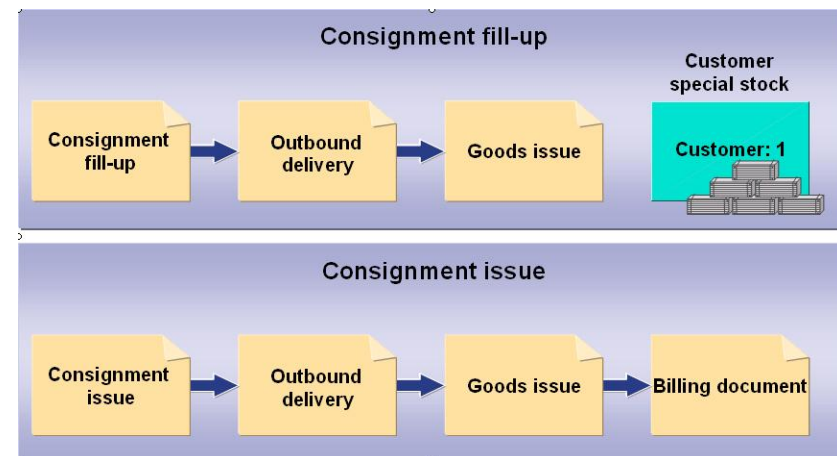 Consignment fill-up
Customer
special stock
Consignment
fill-up
Outbound
delivery
Goods issue
Customer: 1
Consignment issue
Consignment
issue
Outbound
delivery
Goods issue
Billing document